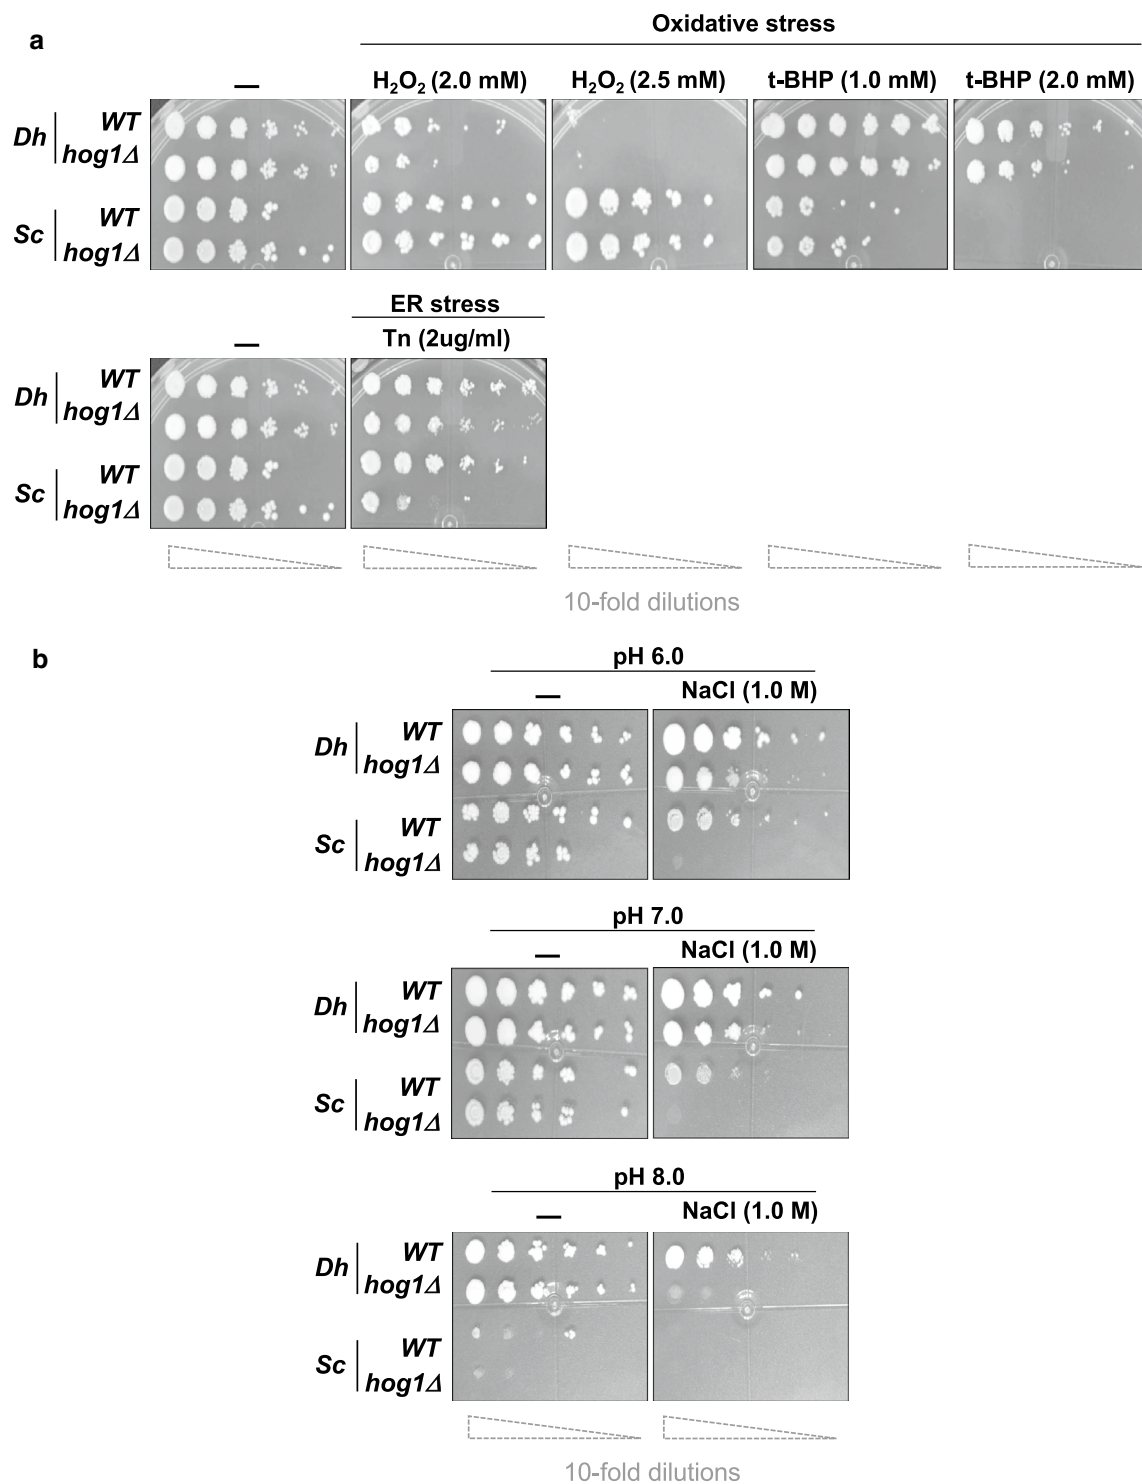 a
Oxidative stress
—
H₂O₂ (2.0 mM)
H₂O₂ (2.5 mM)
t-BHP (1.0 mM)
t-BHP (2.0 mM)
Dh
WT
hog1Δ
Sc
WT
hog1Δ
ER stress
—
Tn (2ug/ml)
Dh
WT
hog1Δ
Sc
WT
hog1Δ
10-fold dilutions
b
pH 6.0
—
NaCl (1.0 M)
Dh
WT
hog1Δ
Sc
WT
hog1Δ
pH 7.0
—
NaCl (1.0 M)
Dh
WT
hog1Δ
Sc
WT
hog1Δ
pH 8.0
—
NaCl (1.0 M)
Dh
WT
hog1Δ
Sc
WT
hog1Δ
10-fold dilutions